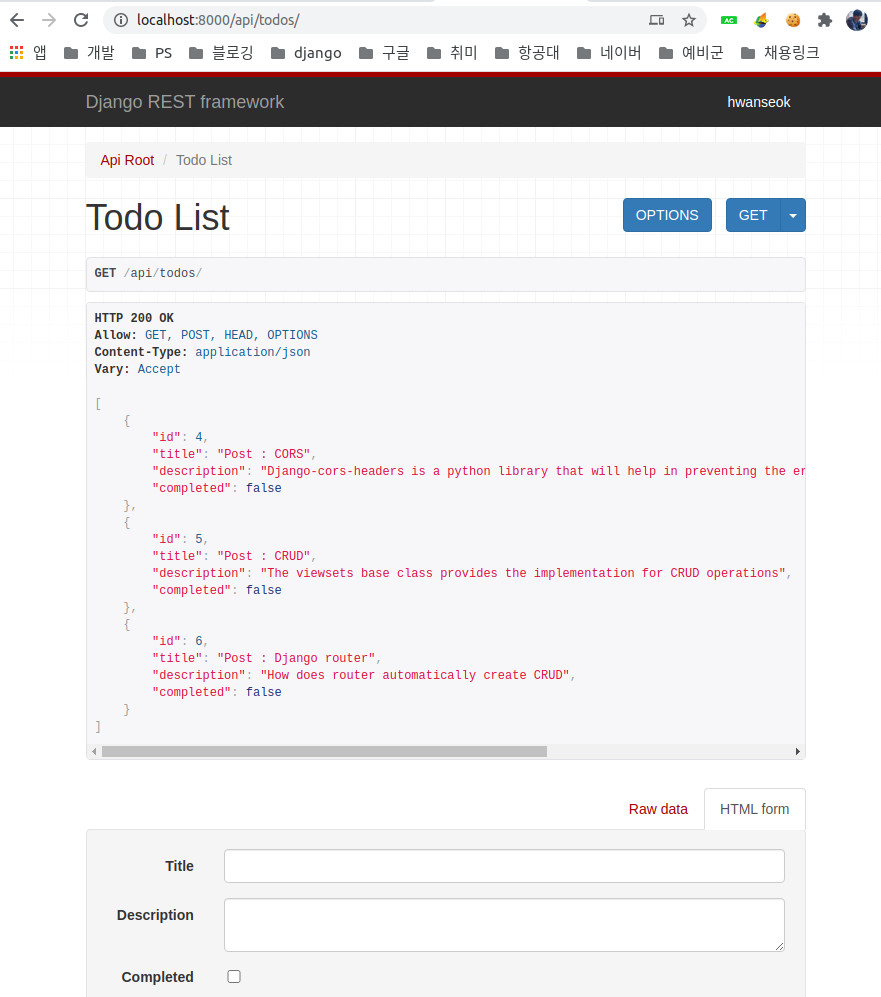 localhost:8000/api/todos/
AC
앱 개발 PS 블로깅 django 구글 취미 항공대 네이버 예비군 채용링크
Django REST framework hwanseok
Api Root / Todo List
Todo List OPTIONS GET
GET /api/todos/
HTTP 200 OK
Allow: GET, POST, HEAD, OPTIONS
Content-Type: application/json
Vary: Accept
[
{
"id": 4,
"title": "Post : CORS",
"description": "Django-cors-headers is a python library that will help in preventing the er
"completed": false
},
{
"id": 5,
"title": "Post : CRUD",
"description": "The viewsets base class provides the implementation for CRUD operations",
"completed": false
},
{
"id": 6,
"title": "Post : Django router",
"description": "How does router automatically create CRUD",
"completed": false
}
]
Raw data HTML form
Title
Description
Completed